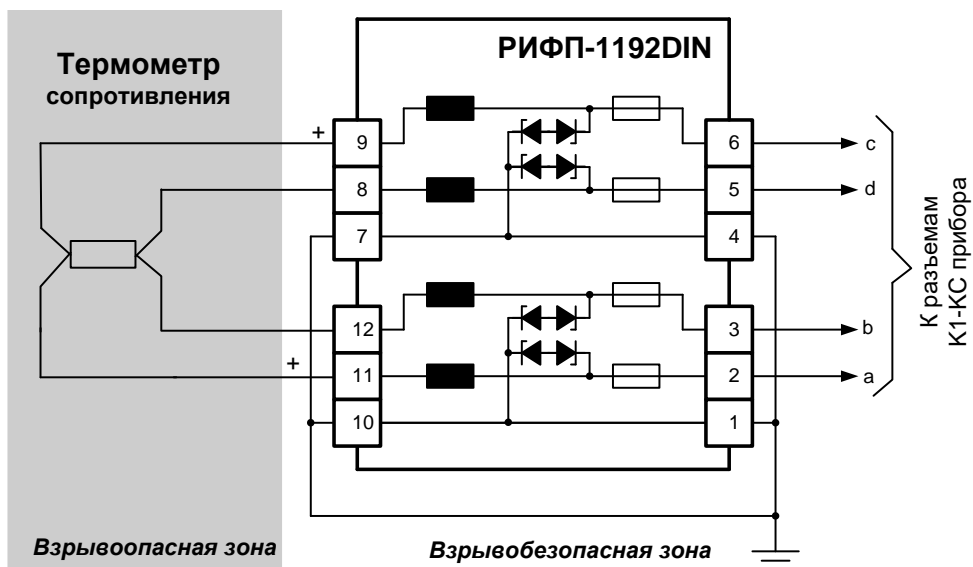 РИФП-1192DIN
Термометр
сопротивления
+
9
6
c
8
5
d
7
4
12
3
b
+
11
2
a
10
1
К разъемам
К1-КС прибора
Взрывоопасная зона
Взрывобезопасная зона